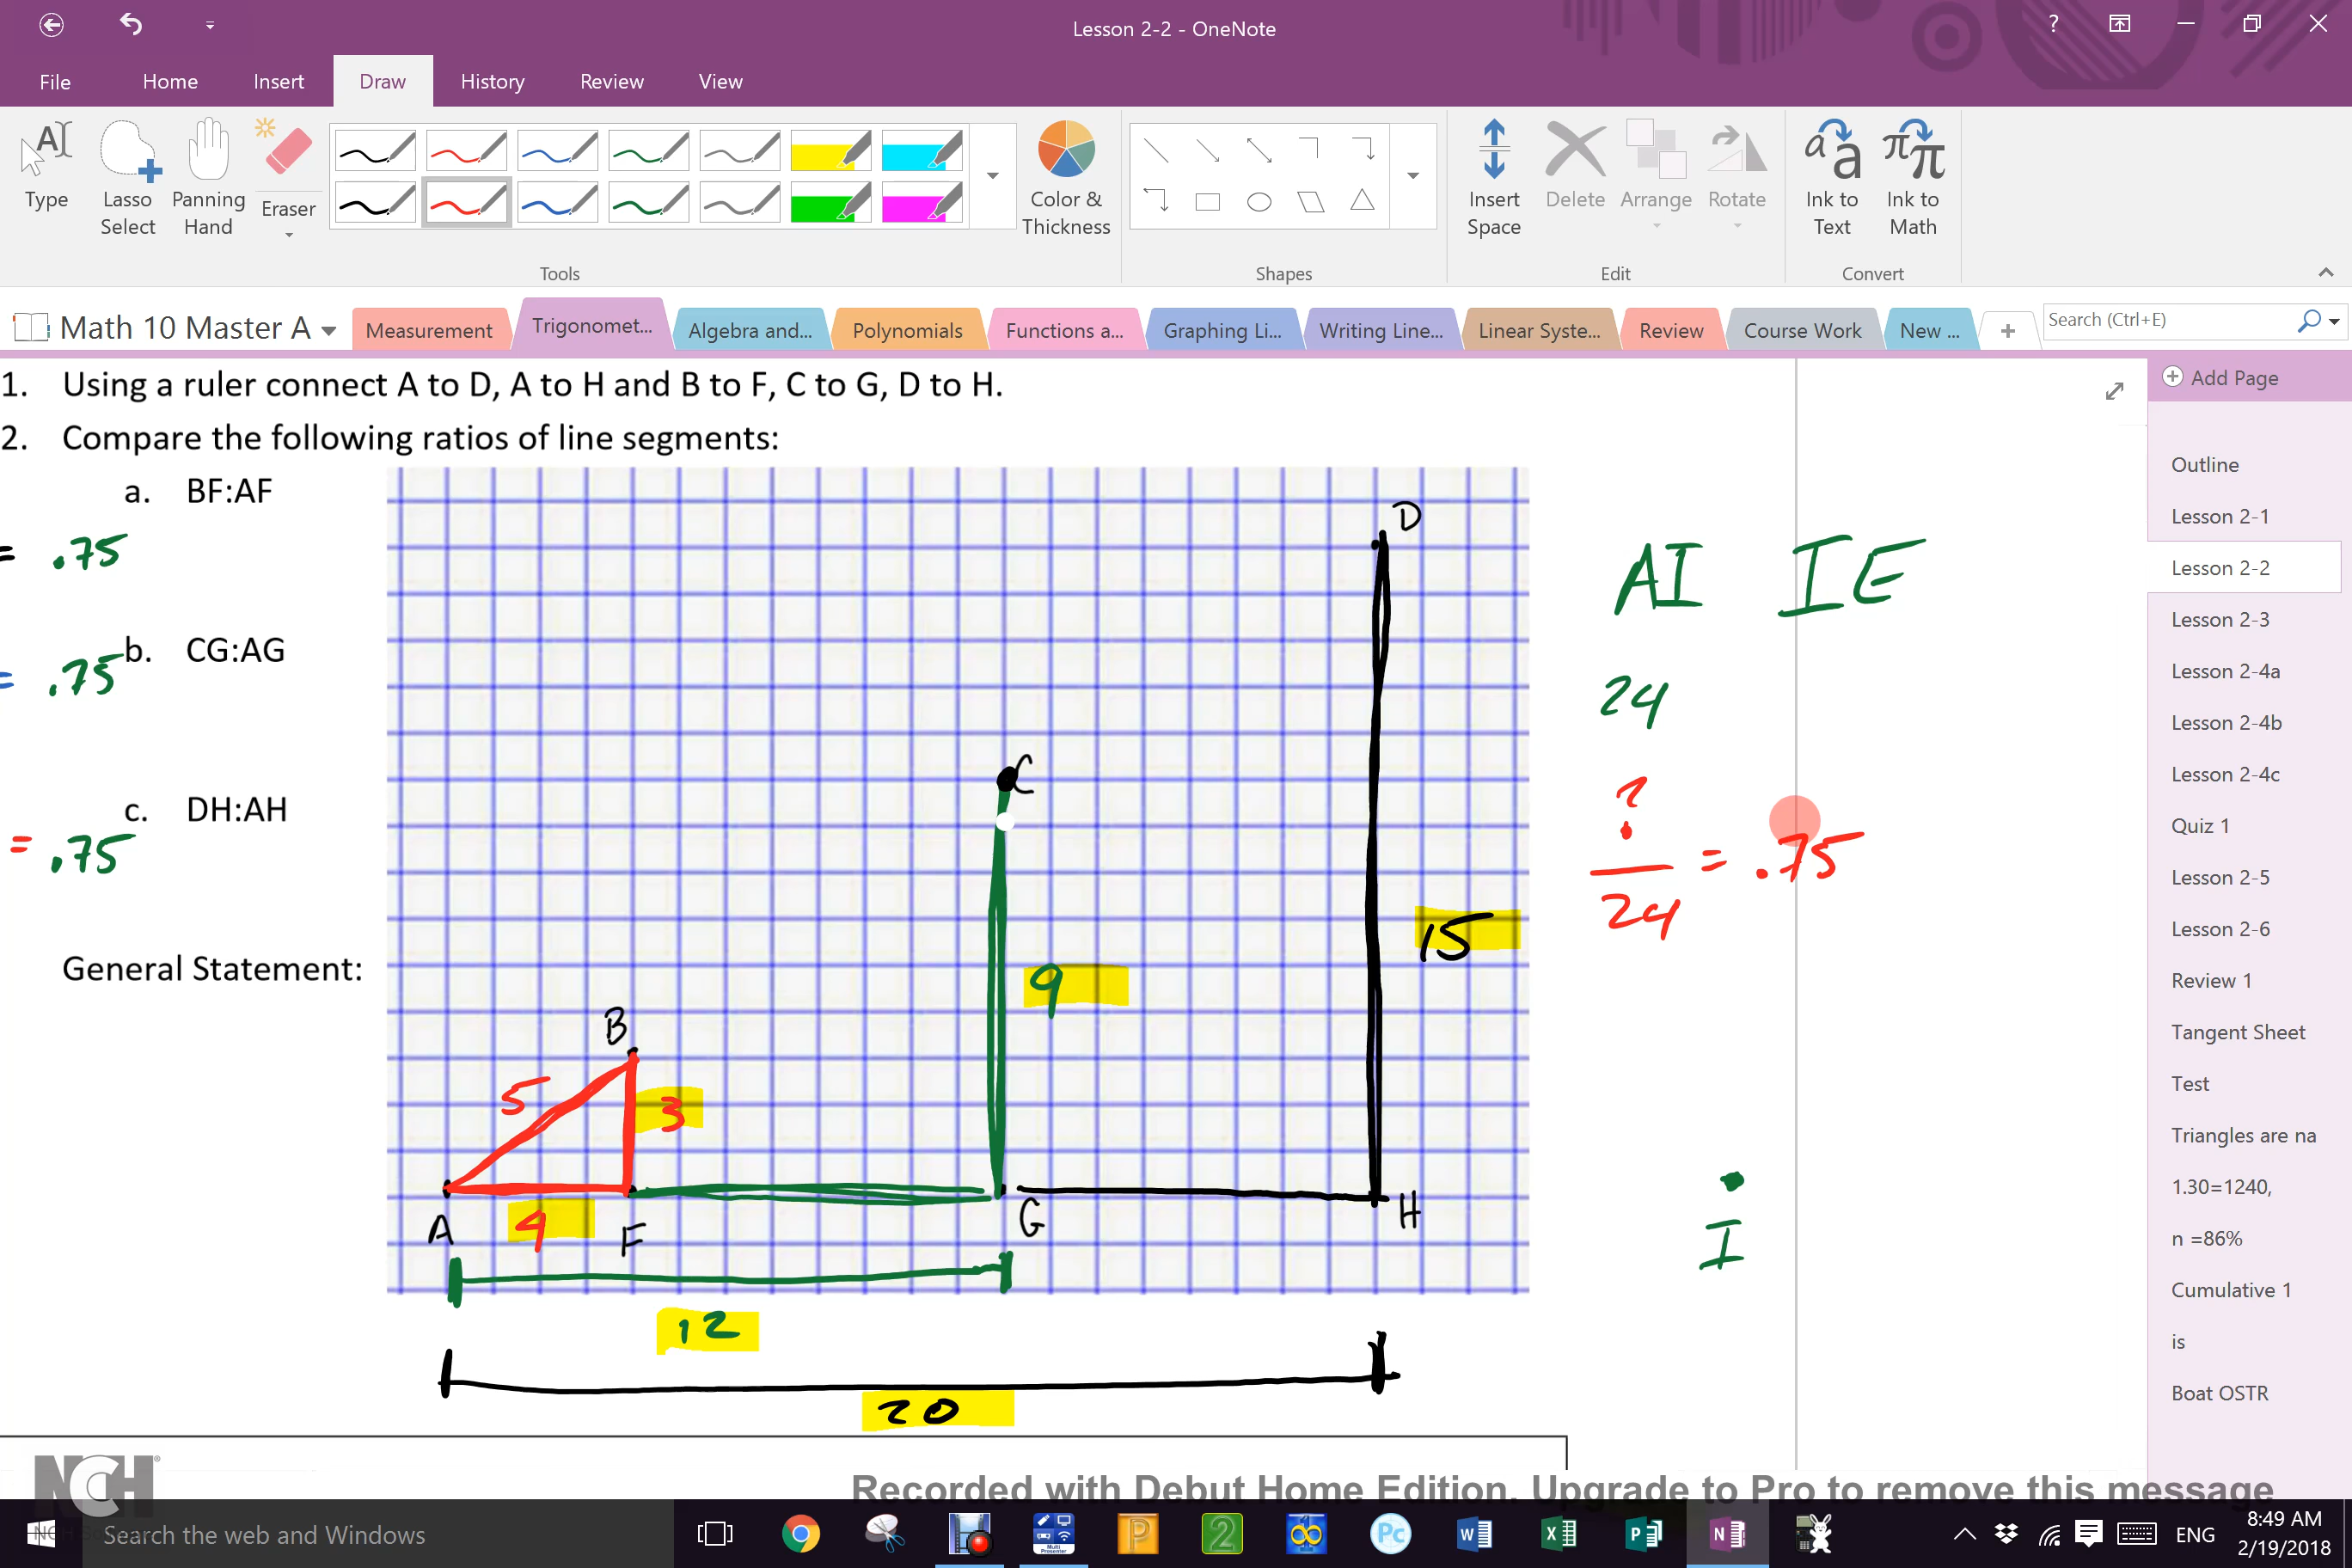 Lesson 2-2 - OneNote
?
File Home Insert Draw History Review View
Type
Lasso Select
Panning Hand
Eraser
Color & Thickness
Insert Space
Delete
Arrange
Rotate
Ink to Text
Ink to Math
Tools
Shapes
Edit
Convert
Math 10 Master A
Measurement
Trigonomet...
Algebra and...
Polynomials
Functions a...
Graphing Li...
Writing Line...
Linear Syste...
Review
Course Work
New ...
Search (Ctrl+E)
1. Using a ruler connect A to D, A to H and B to F, C to G, D to H.
2. Compare the following ratios of line segments:
a. BF:AF
= .75
b. CG:AG
= .75
c. DH:AH
= .75
General Statement:
D
C
15
9
B
5
3
A
4
F
G
H
12
20
AI IE
24
?
24
= .75
I
Add Page
Outline
Lesson 2-1
Lesson 2-2
Lesson 2-3
Lesson 2-4a
Lesson 2-4b
Lesson 2-4c
Quiz 1
Lesson 2-5
Lesson 2-6
Review 1
Tangent Sheet
Test
Triangles are na
1.30=1240,
n =86%
Cumulative 1
is
Boat OSTR
NCH
Recorded with Debut Home Edition. Upgrade to Pro to remove this message
Search the web and Windows
ENG
8:49 AM
2/19/2018